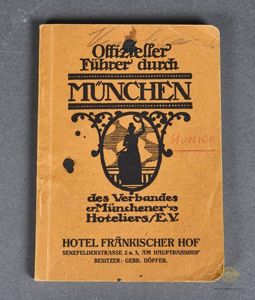 Offizieller
Führer durch
MÜNCHEN
MUNICH
des Verbandes
Münchener
Hoteliers/E.V.
HOTEL FRÄNKISCHER HOF
SENEFELDERSTRASSE 2 u. 3, AM HAUPTBAHNHOF
BESITZER: GEBR. DÖPFER.